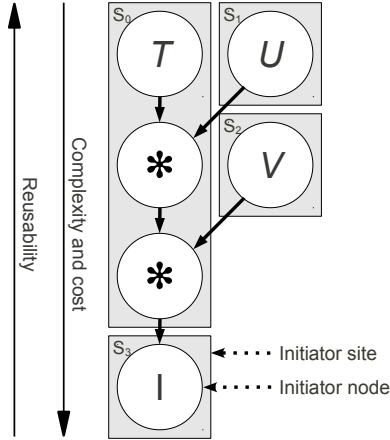 S₀
T
S₁
U
*
S₂
V
*
S₃
I
Reusability
Complexity and cost
Initiator site
Initiator node